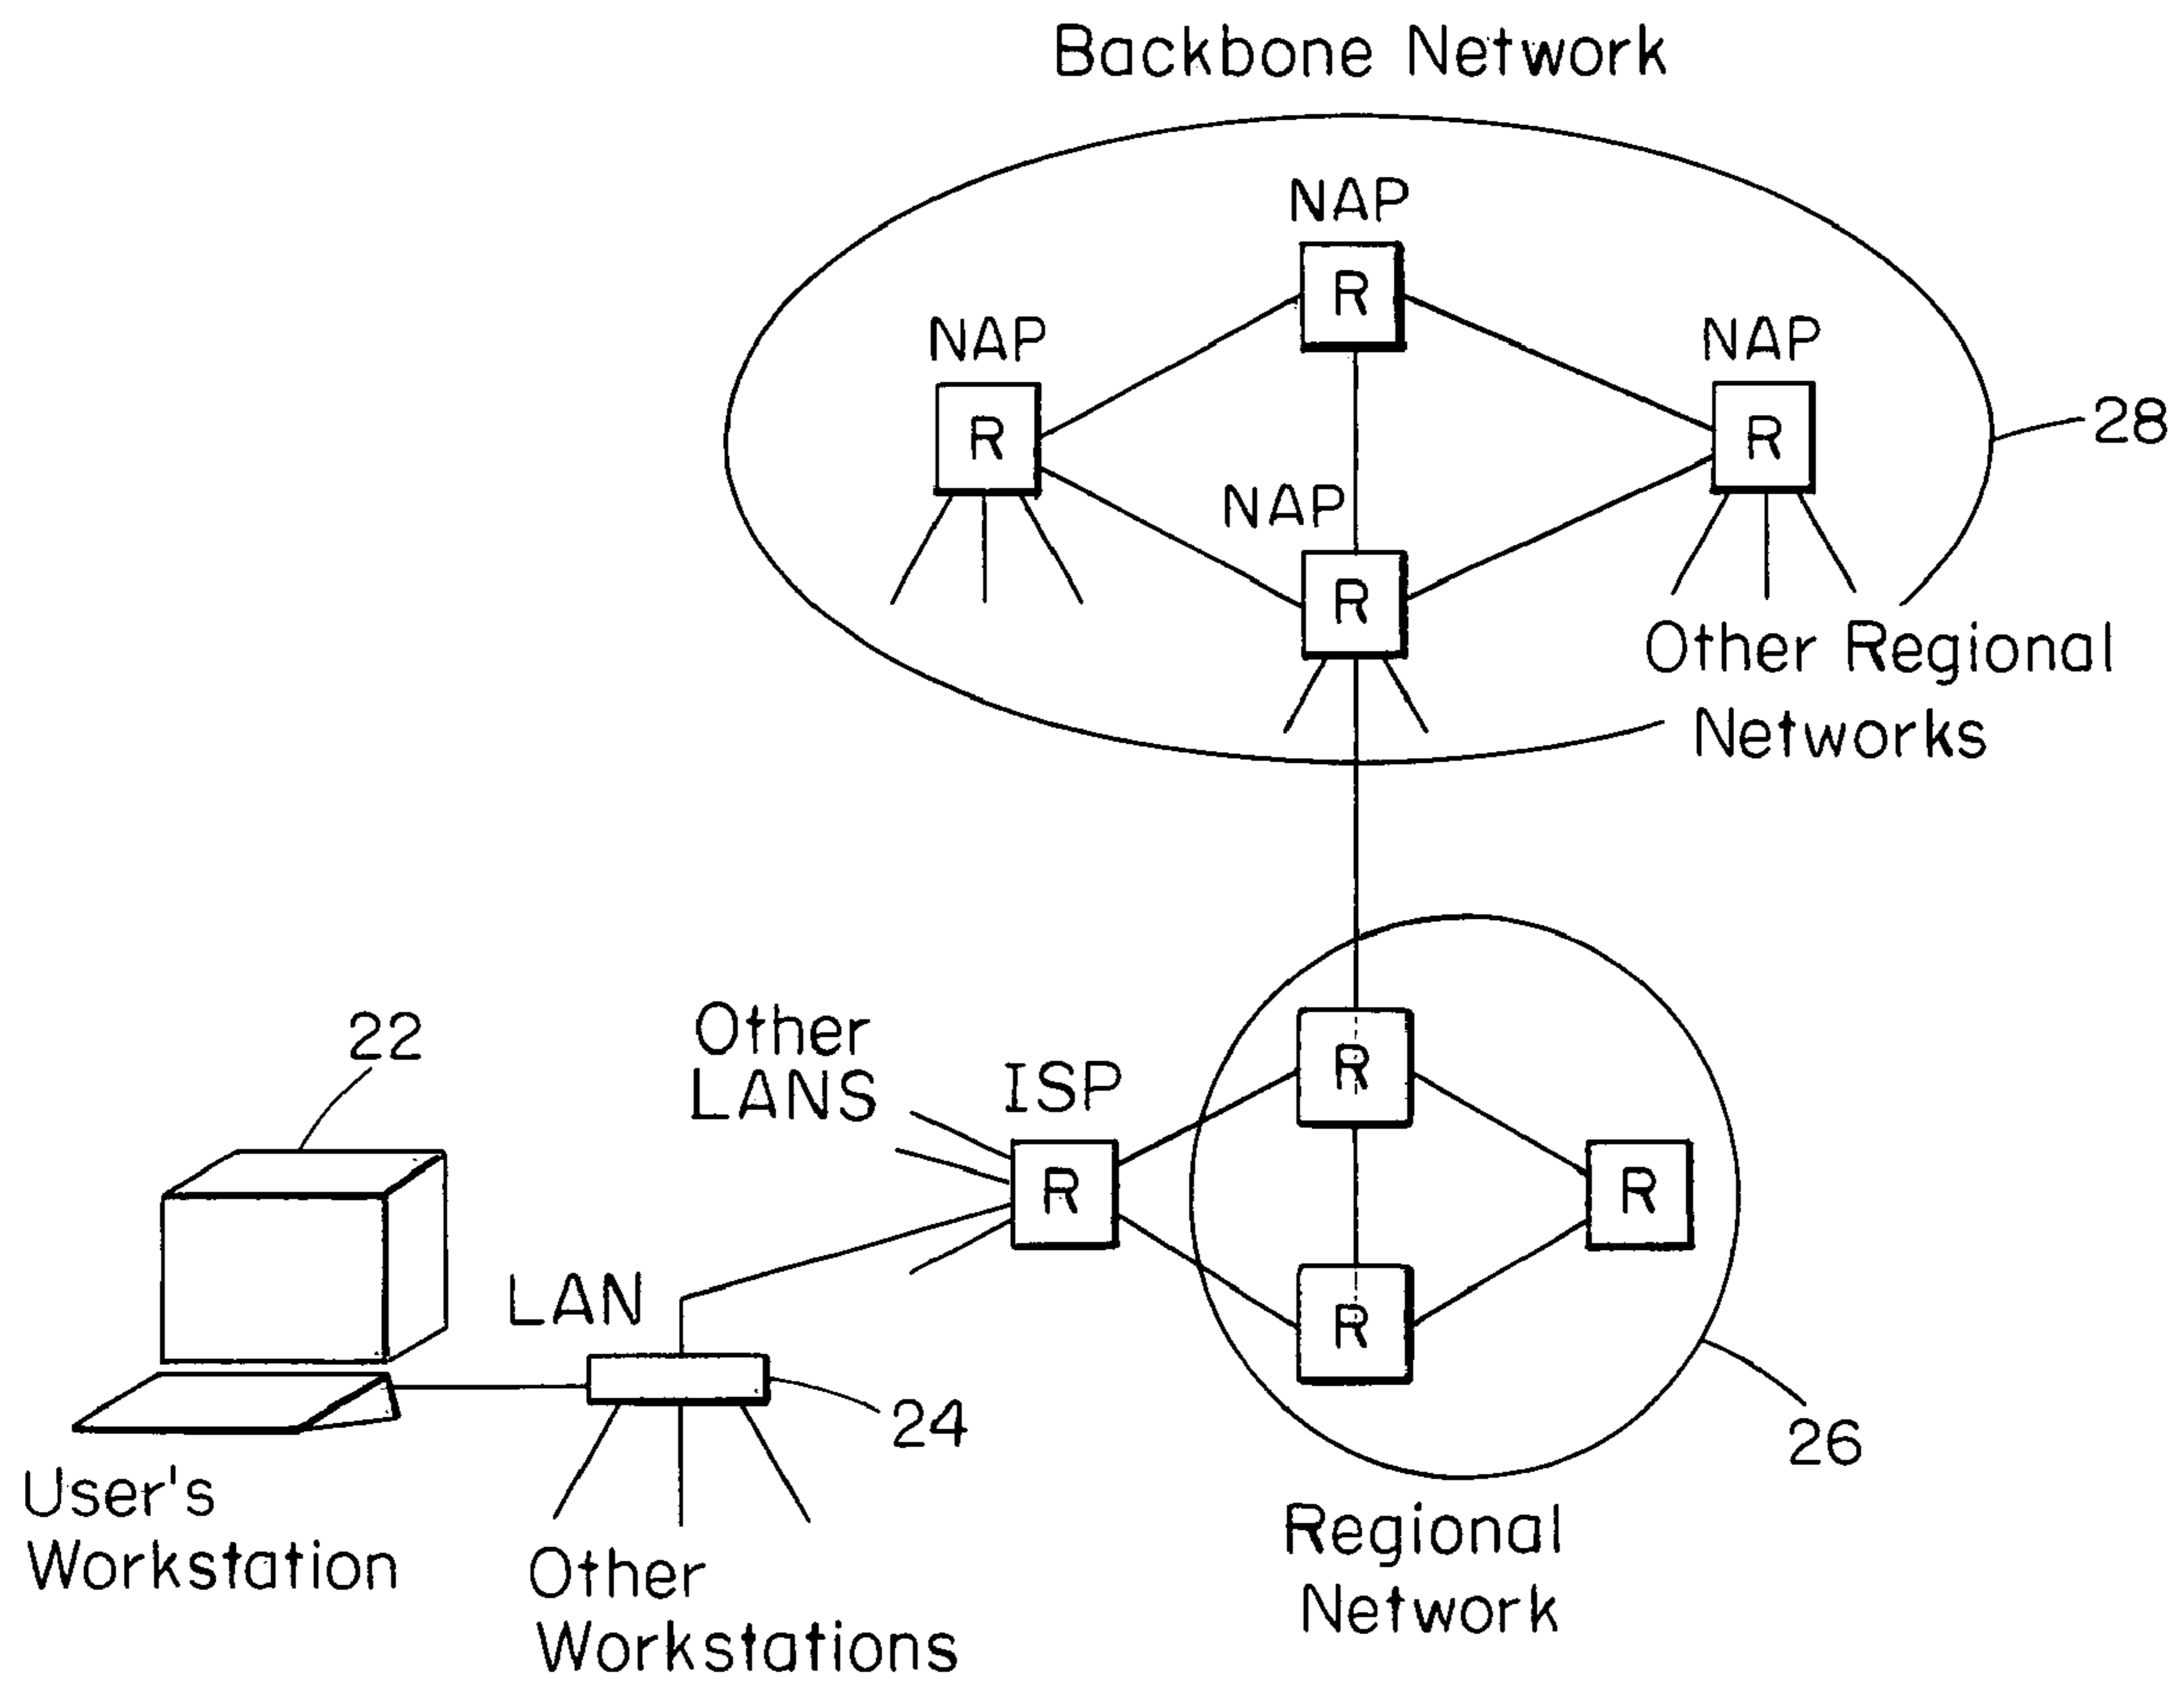 Backbone Network
NAP
R
NAP
R
NAP
R
28
NAP
R
Other Regional
Networks
22
Other
LANS
ISP
R
R
R
R
LAN
24
26
User's
Workstation
Other
Workstations
Regional
Network